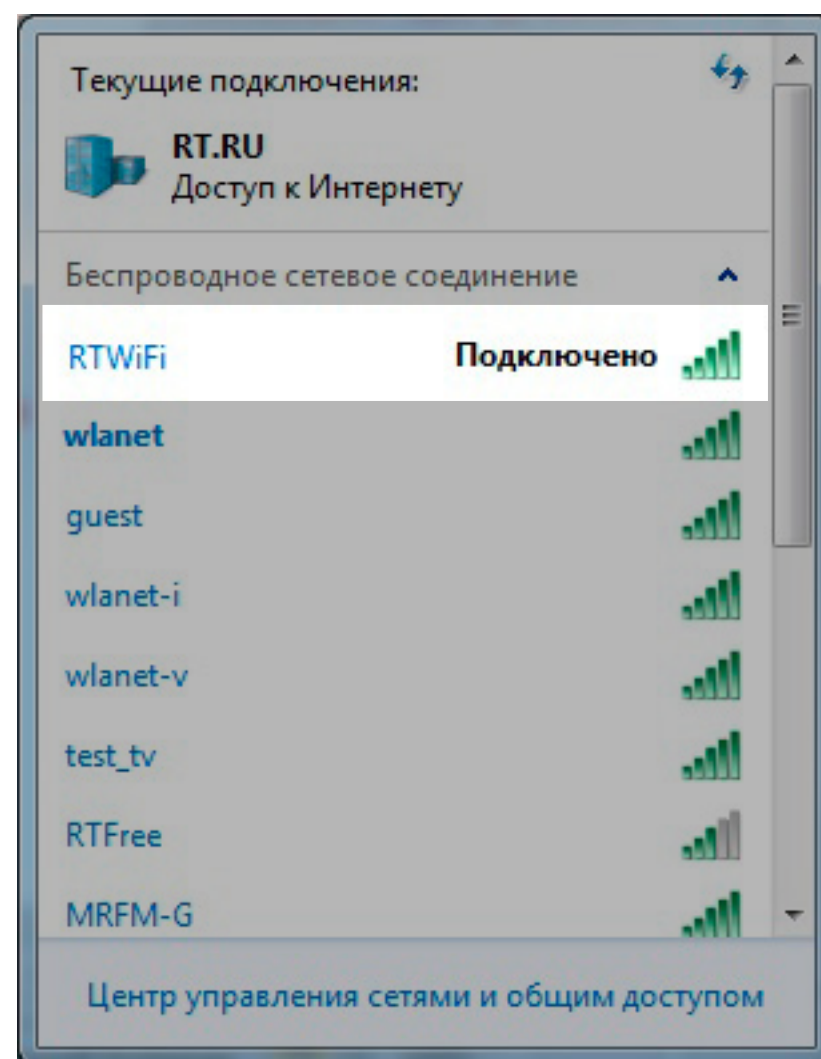 Текущие подключения:
RT.RU
Доступ к Интернету
Беспроводное сетевое соединение
RTWiFi Подключено
wlanet
guest
wlanet-i
wlanet-v
test_tv
RTFree
MRFM-G
Центр управления сетями и общим доступом